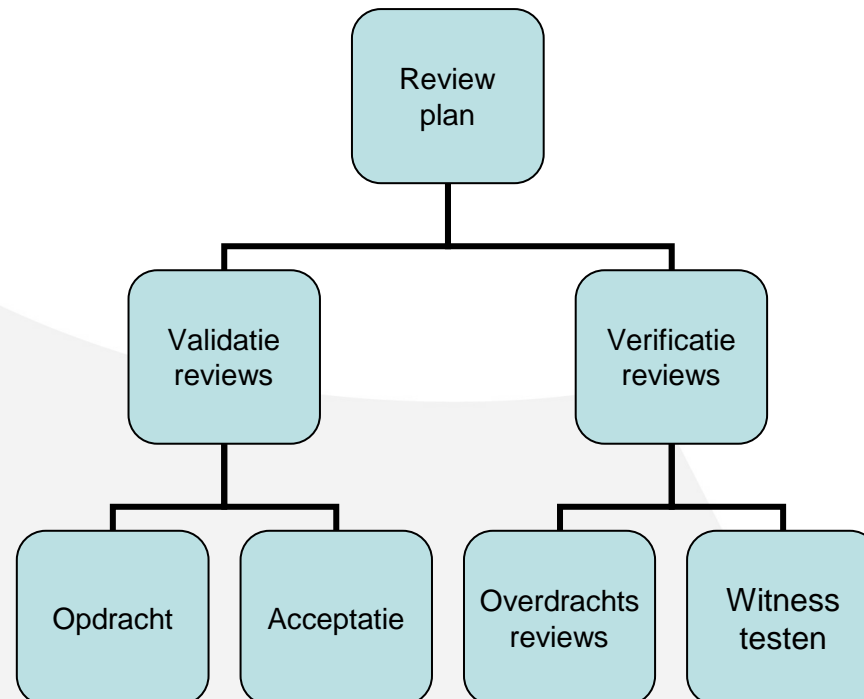 Review
plan
Validatie
reviews
Verificatie
reviews
Opdracht
Acceptatie
Overdrachts
reviews
Witness
testen